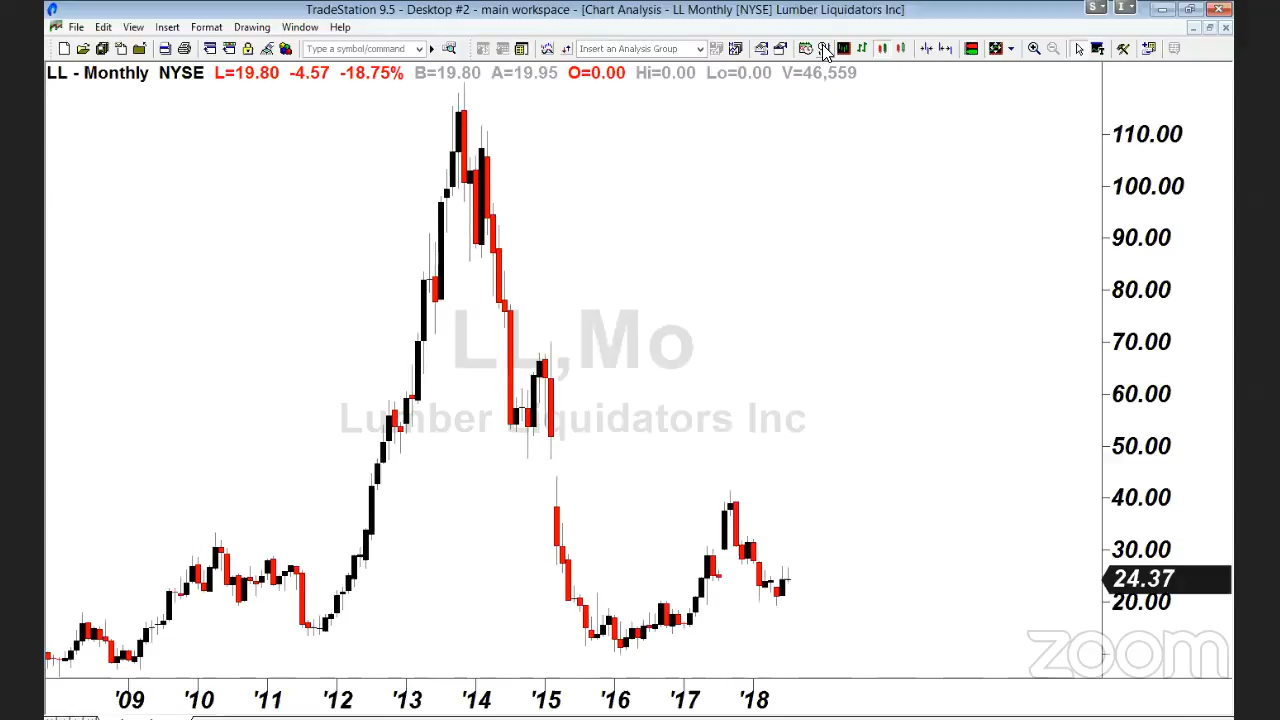 TradeStation 9.5 - Desktop #2 - main workspace - [Chart Analysis - LL Monthly [NYSE] Lumber Liquidators Inc]
S I
File Edit View Insert Format Drawing Window Help
Type a symbol/command Insert an Analysis Group
LL - Monthly NYSE L=19.80 -4.57 -18.75% B=19.80 A=19.95 O=0.00 Hi=0.00 Lo=0.00 V=46,559
110.00
100.00
90.00
80.00
LL,Mo
70.00
60.00
Lumber Liquidators Inc
50.00
40.00
30.00
24.37
20.00
zoom
'09 '10 '11 '12 '13 '14 '15 '16 '17 '18